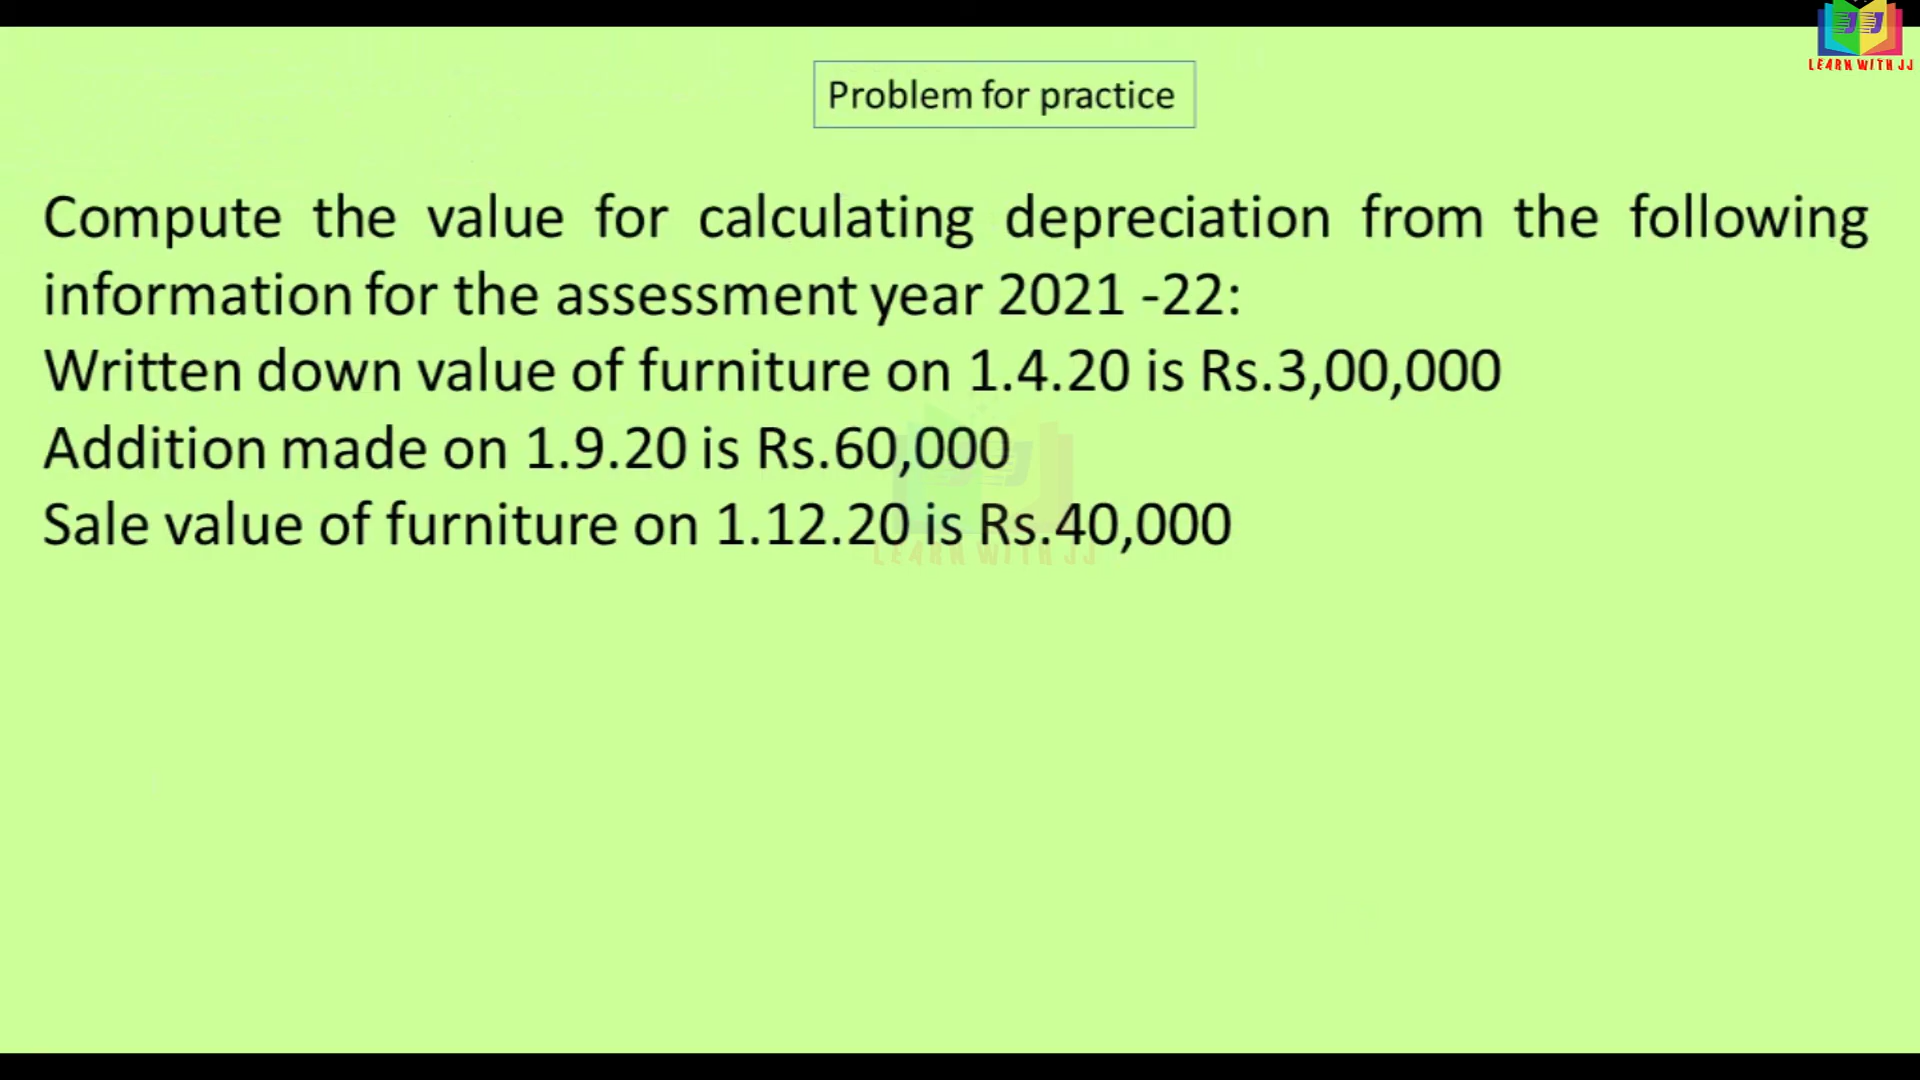 LEARN WITH JJ
Problem for practice
Compute the value for calculating depreciation from the following
information for the assessment year 2021 -22:
Written down value of furniture on 1.4.20 is Rs.3,00,000
Addition made on 1.9.20 is Rs.60,000
Sale value of furniture on 1.12.20 is Rs.40,000
LEARN WITH JJ